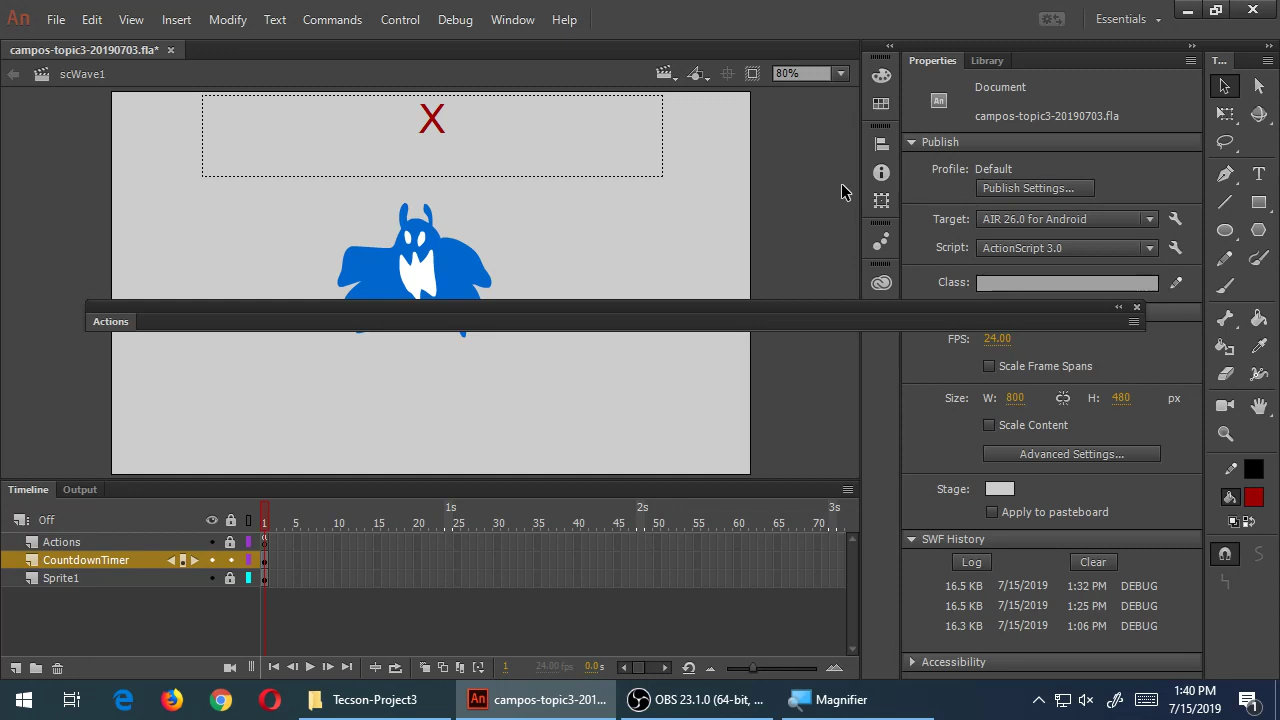 An File Edit View Insert Modify Text Commands Control Debug Window Help Essentials
campos-topic3-20190703.fla* ×
scWave1 80%
X
Actions
Properties Library T...
Document
An campos-topic3-20190703.fla
Publish
Profile: Default
Publish Settings...
Target: AIR 26.0 for Android
Script: ActionScript 3.0
Class:
FPS: 24.00
Scale Frame Spans
Size: W: 800 H: 480 px
Scale Content
Advanced Settings...
Stage:
Apply to pasteboard
SWF History
Log Clear
16.5 KB 7/15/2019 1:32 PM DEBUG
16.5 KB 7/15/2019 1:25 PM DEBUG
16.3 KB 7/15/2019 1:06 PM DEBUG
Accessibility
Timeline Output
1s 2s 3s
Off 1 5 10 15 20 25 30 35 40 45 50 55 60 65 70
Actions
CountdownTimer
Sprite1
1 24.00 fps 0.0 s
Tecson-Project3 An campos-topic3-201... OBS 23.1.0 (64-bit, ... Magnifier
1:40 PM
7/15/2019
1